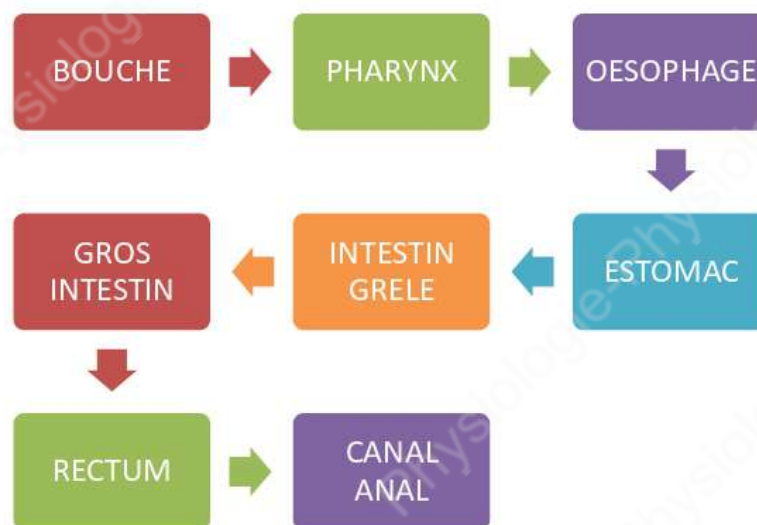 BOUCHE
PHARYNX
OESOPHAGE
ESTOMAC
INTESTIN
GRELE
GROS
INTESTIN
RECTUM
CANAL
ANAL